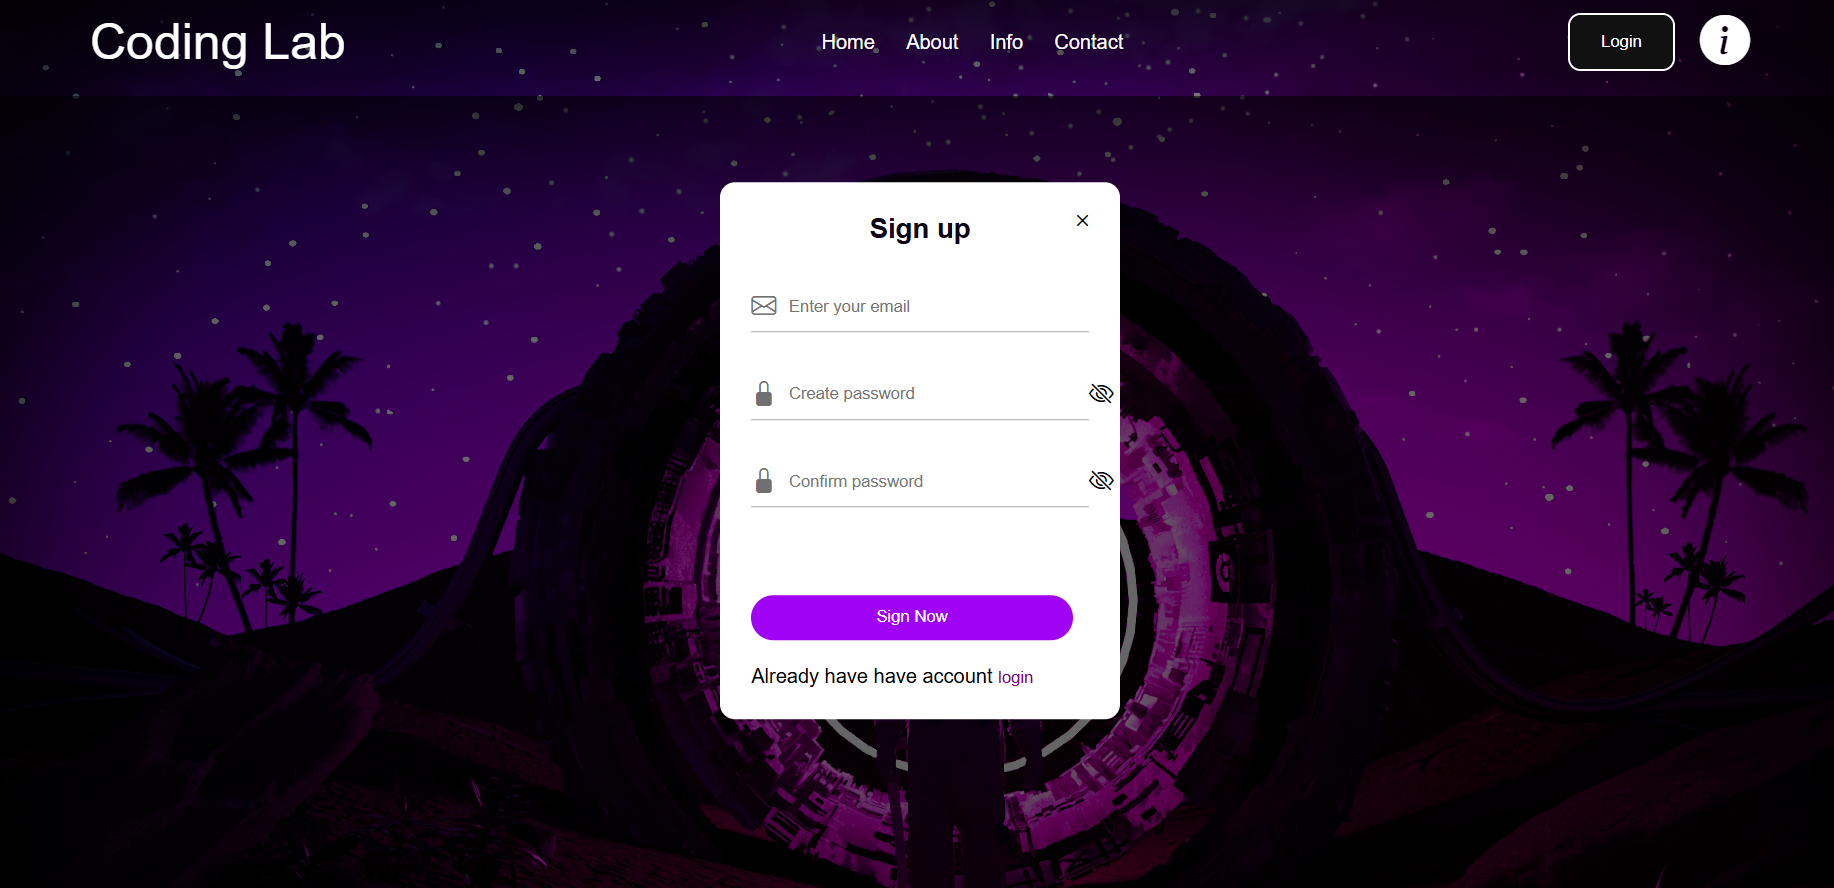 Coding Lab
Home About Info Contact
Login
i
Sign up
Enter your email
Create password
Confirm password
Sign Now
Already have have account login